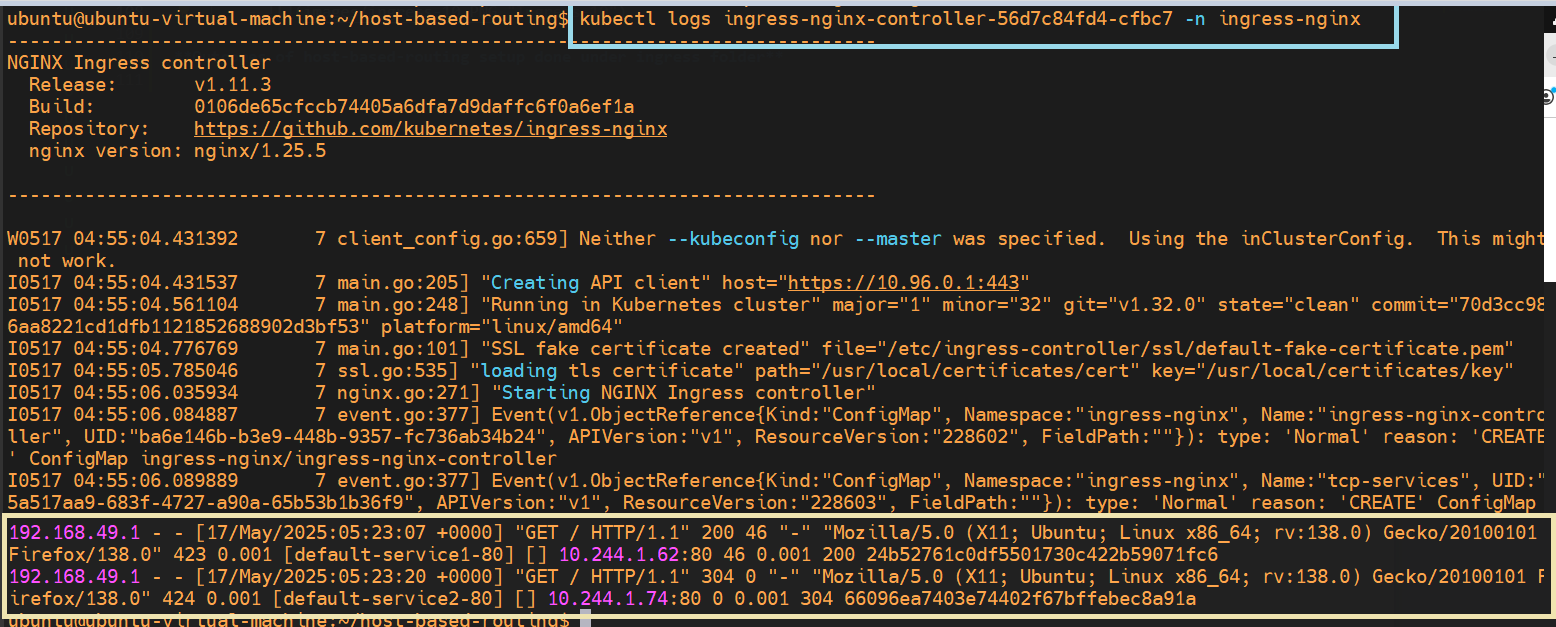 ubuntu@ubuntu-virtual-machine:~/host-based-routing$ kubectl logs ingress-nginx-controller-56d7c84fd4-cfbc7 -n ingress-nginx
-------------------------------------------------------------------------------
NGINX Ingress controller
  Release:       v1.11.3
  Build:         0106de65cfccb74405a6dfa7d9daffc6f0a6ef1a
  Repository:    https://github.com/kubernetes/ingress-nginx
  nginx version: nginx/1.25.5
-------------------------------------------------------------------------------
W0517 04:55:04.431392       7 client_config.go:659] Neither --kubeconfig nor --master was specified.  Using the inClusterConfig.  This might
 not work.
I0517 04:55:04.431537       7 main.go:205] "Creating API client" host="https://10.96.0.1:443"
I0517 04:55:04.561104       7 main.go:248] "Running in Kubernetes cluster" major="1" minor="32" git="v1.32.0" state="clean" commit="70d3cc98
6aa8221cd1dfb1121852688902d3bf53" platform="linux/amd64"
I0517 04:55:04.776769       7 main.go:101] "SSL fake certificate created" file="/etc/ingress-controller/ssl/default-fake-certificate.pem"
I0517 04:55:05.785046       7 ssl.go:535] "loading tls certificate" path="/usr/local/certificates/cert" key="/usr/local/certificates/key"
I0517 04:55:06.035934       7 nginx.go:271] "Starting NGINX Ingress controller"
I0517 04:55:06.084887       7 event.go:377] Event(v1.ObjectReference{Kind:"ConfigMap", Namespace:"ingress-nginx", Name:"ingress-nginx-contro
ller", UID:"ba6e146b-b3e9-448b-9357-fc736ab34b24", APIVersion:"v1", ResourceVersion:"228602", FieldPath:""}): type: 'Normal' reason: 'CREATE
' ConfigMap ingress-nginx/ingress-nginx-controller
I0517 04:55:06.089889       7 event.go:377] Event(v1.ObjectReference{Kind:"ConfigMap", Namespace:"ingress-nginx", Name:"tcp-services", UID:"
5a517aa9-683f-4727-a90a-65b53b1b36f9", APIVersion:"v1", ResourceVersion:"228603", FieldPath:""}): type: 'Normal' reason: 'CREATE' ConfigMap
192.168.49.1 - - [17/May/2025:05:23:07 +0000] "GET / HTTP/1.1" 200 46 "-" "Mozilla/5.0 (X11; Ubuntu; Linux x86_64; rv:138.0) Gecko/20100101
Firefox/138.0" 423 0.001 [default-service1-80] [] 10.244.1.62:80 46 0.001 200 24b52761c0df5501730c422b59071fc6
192.168.49.1 - - [17/May/2025:05:23:20 +0000] "GET / HTTP/1.1" 304 0 "-" "Mozilla/5.0 (X11; Ubuntu; Linux x86_64; rv:138.0) Gecko/20100101 F
irefox/138.0" 424 0.001 [default-service2-80] [] 10.244.1.74:80 0 0.001 304 66096ea7403e74402f67bffebec8a91a
ubuntu@ubuntu-virtual-machine:~/host-based-routing$